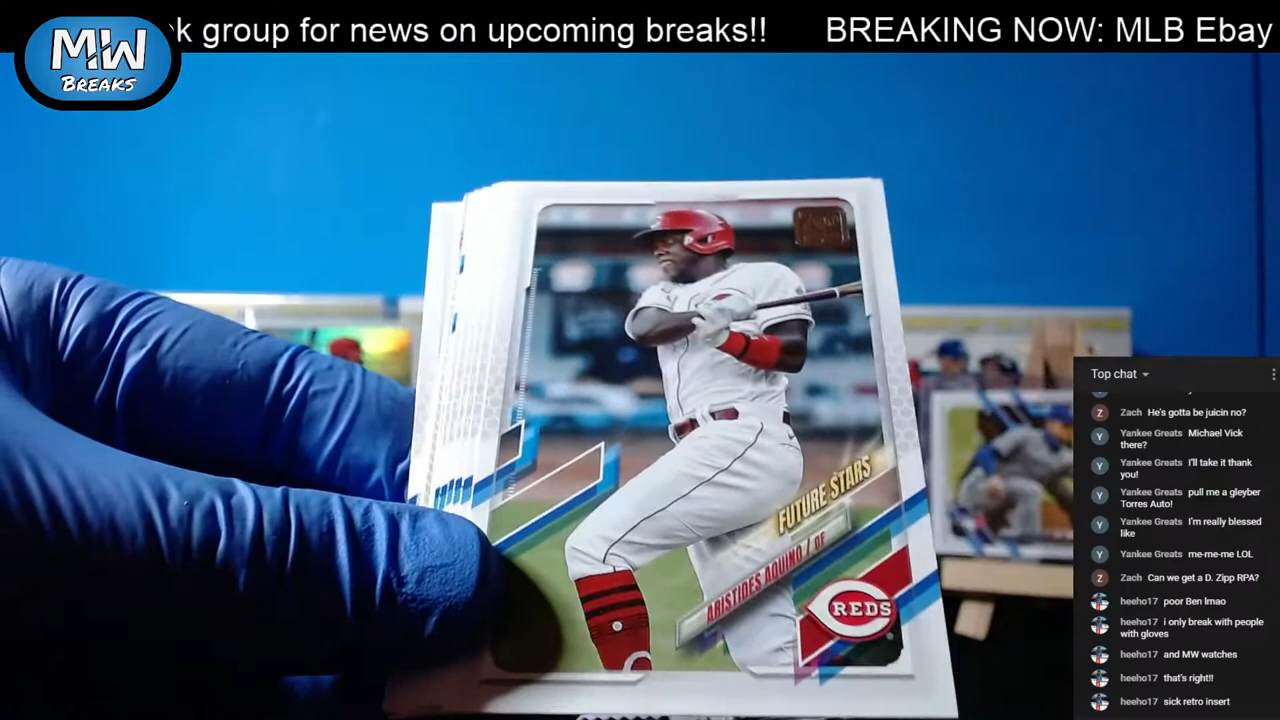 k group for news on upcoming breaks!! BREAKING NOW: MLB Ebay
MW
BREAKS
FUTURE STARS
ARISTIDES AQUINO / OF
REDS
Top chat
Z Zach He's gotta be juicin no?
Y Yankee Greats Michael Vick
there?
Y Yankee Greats I'll take it thank
you!
Y Yankee Greats pull me a gleyber
Torres Auto!
Y Yankee Greats I'm really blessed
like
Y Yankee Greats me-me-me LOL
Z Zach Can we get a D. Zipp RPA?
heeho17 poor Ben lmao
heeho17 i only break with people
with gloves
heeho17 and MW watches
heeho17 that's right!!
heeho17 sick retro insert